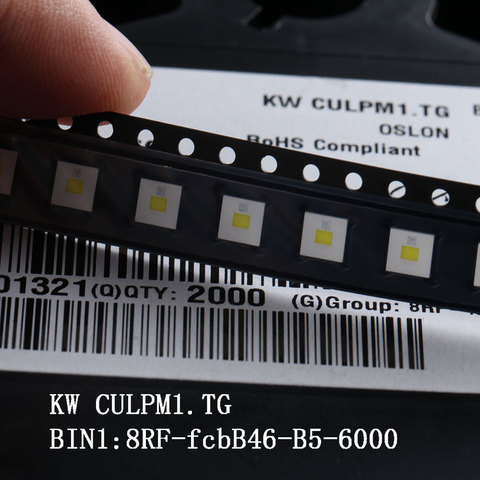 KW CULPM1.TG
OSLON
RoHS Compliant
01321(Q)QTY: 2000 (G)Group: 8RF
KW CULPM1.TG
BIN1:8RF-fcbB46-B5-6000